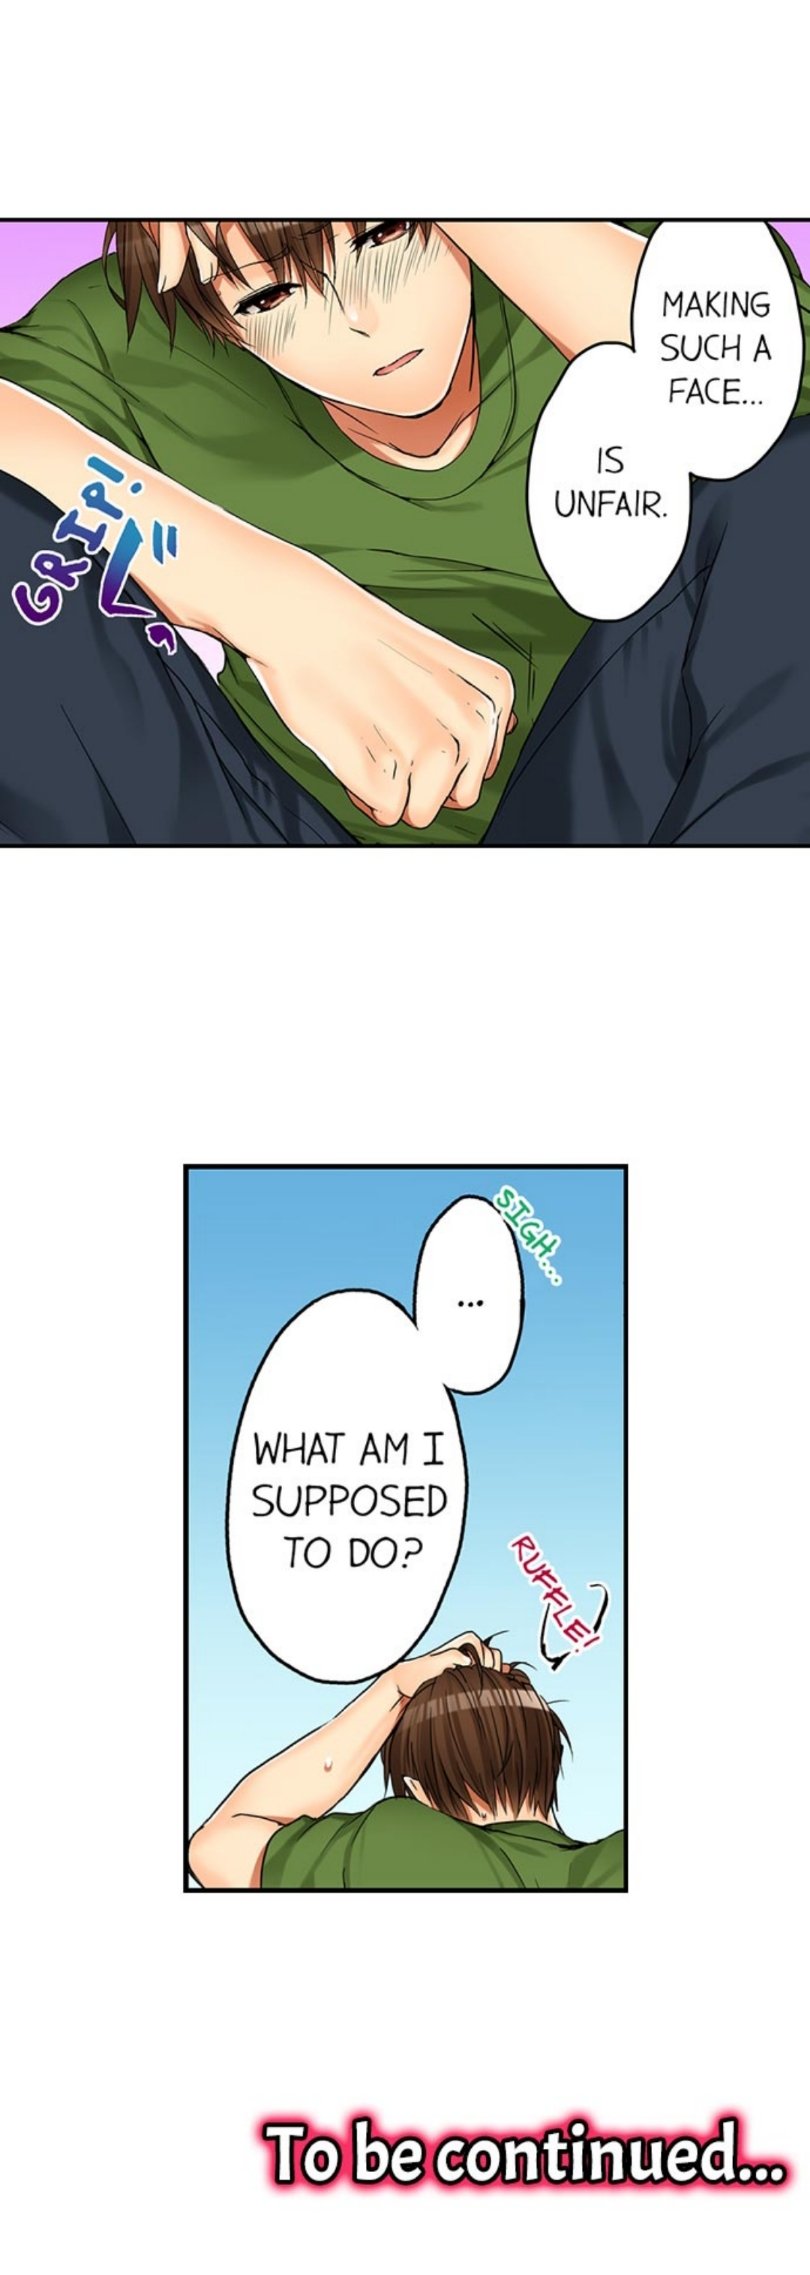 MAKING
SUCH A
FACE...
IS
UNFAIR.
GRIP!
SIGH...
...
WHAT AM I
SUPPOSED
TO DO?
RUFFLE!
To be continued...